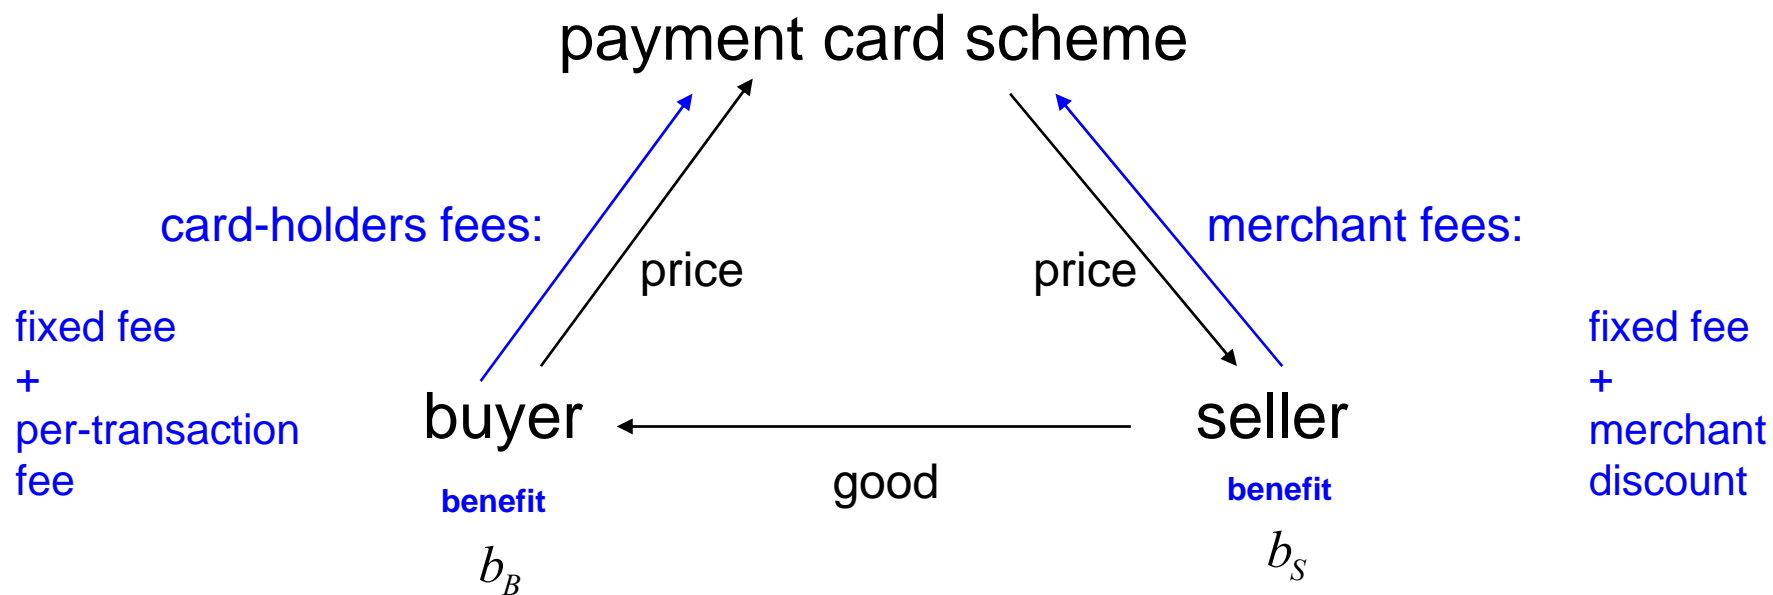 payment card scheme
card-holders fees:
merchant fees:
price
price
fixed fee
+
per-transaction
fee
fixed fee
+
merchant
discount
buyer
seller
good
benefit
benefit
b_B
b_S